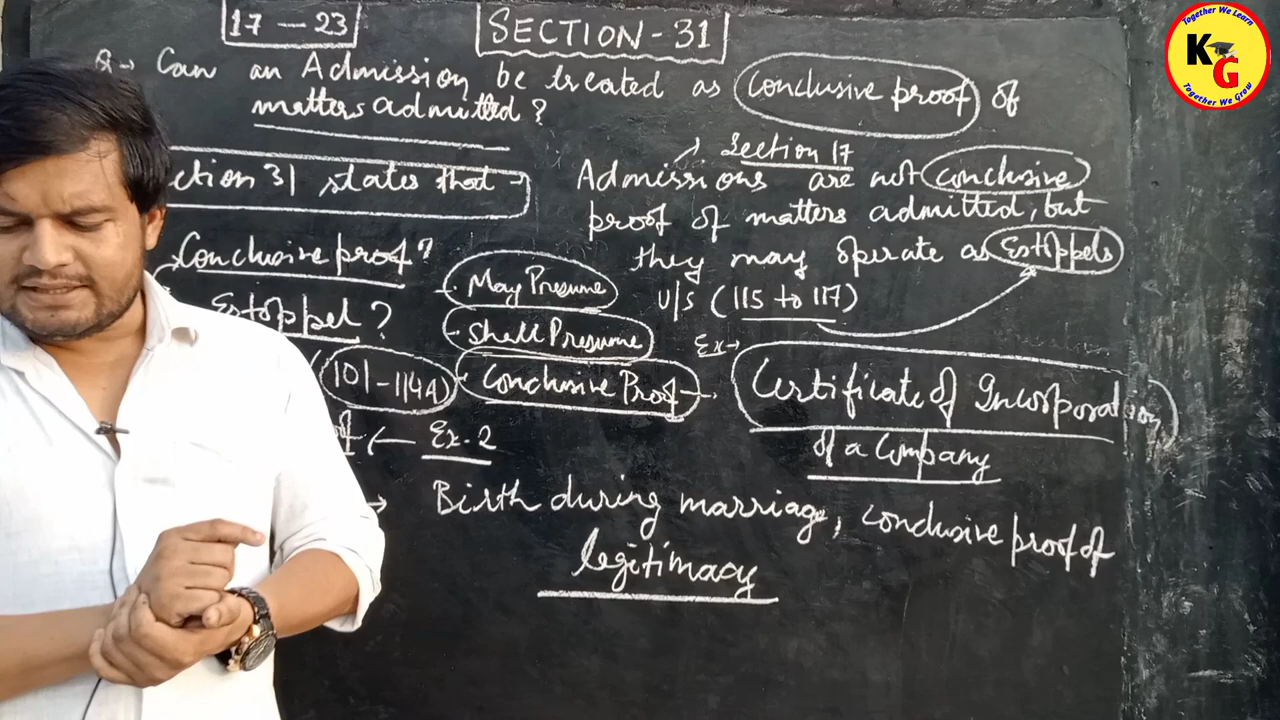 17 - 23
SECTION - 31
Q→ Can an Admission be treated as Conclusive proof of
matters admitted?
ction 31 states that -
→ Section 17
Admissions are not conclusive
proof of matters admitted, but
they may operate as Estoppels
U/S (115 to 117)
Conclusive proof?
Estoppel?
(101 - 114A)
. May Presume
. Shall Presume
. Conclusive Proof →
Ex→
Certificate of Incorporation
of a Company
← Ex-2
→ Birth during marriage, conclusive proof of
legitimacy
Together We Learn
KG
Together We Grow